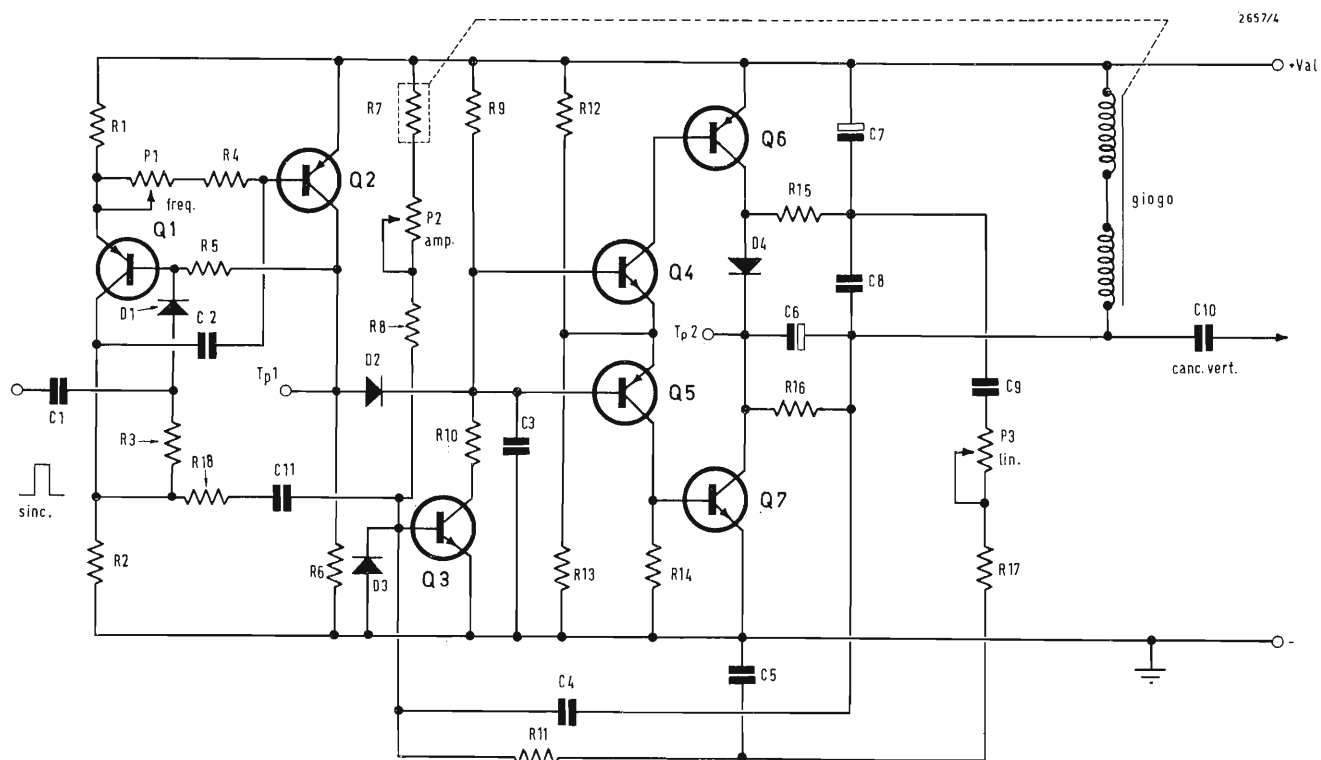 2657/4
+Val
R1
R7
R9
R12
Q6
C7
P1
R4
Q2
freq.
P2
amp.
R15
giogo
Q1
R5
D4
Q4
C8
D1
C2
R8
Tp2
C6
C10
canc.vert.
Tp1
D2
Q5
R16
C9
C1
R3
R10
C3
P3
lin.
R18
C11
Q7
sinc.
R2
R6
D3
Q3
R13
R14
R17
-
C5
C4
R11